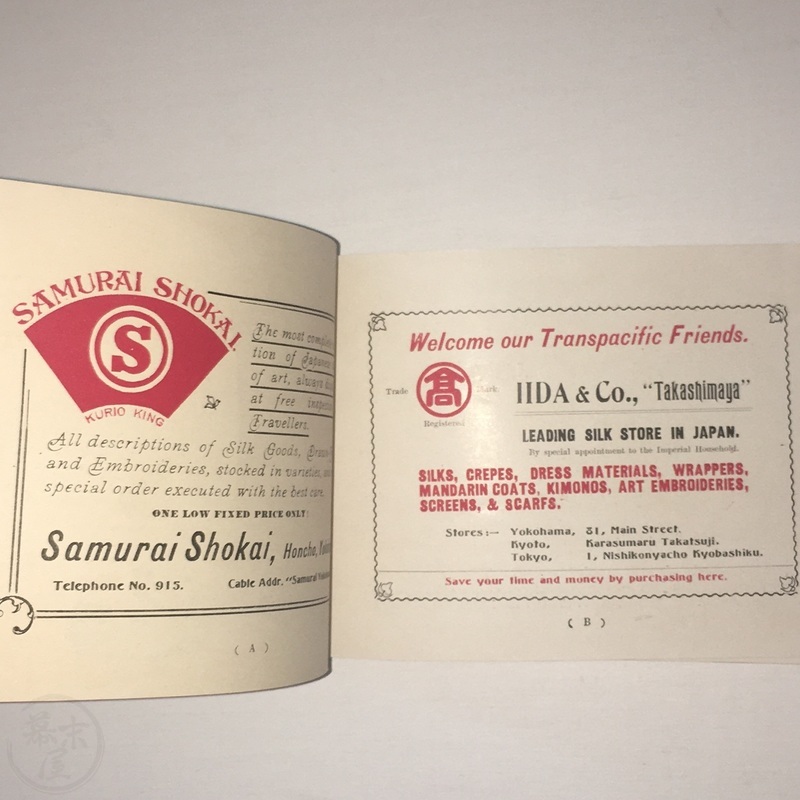 SAMURAI SHOKAI.
S
KURIO KING
The most
tion of Japanese
of art, always
at free
Travellers.
All descriptions of Silk Goods,
and Embroideries, stocked in varieties,
special order executed with the best care.
ONE LOW FIXED PRICE ONLY!
Samurai Shokai, Honcho,
Telephone No. 915. Cable Addr. "Samurai
( A )
Welcome our Transpacific Friends.
Trade 髙 Mark.
Registered
IIDA & Co., "Takashimaya"
LEADING SILK STORE IN JAPAN.
By special appointment to the Imperial Household.
SILKS, CREPES, DRESS MATERIALS, WRAPPERS,
MANDARIN COATS, KIMONOS, ART EMBROIDERIES,
SCREENS, & SCARFS.
Stores:— Yokohama, 31, Main Street.
Kyoto, Karasumaru Takatsuji.
Tokyo, 1, Nishikonyacho Kyobashiku.
Save your time and money by purchasing here.
( B )
幕末屋